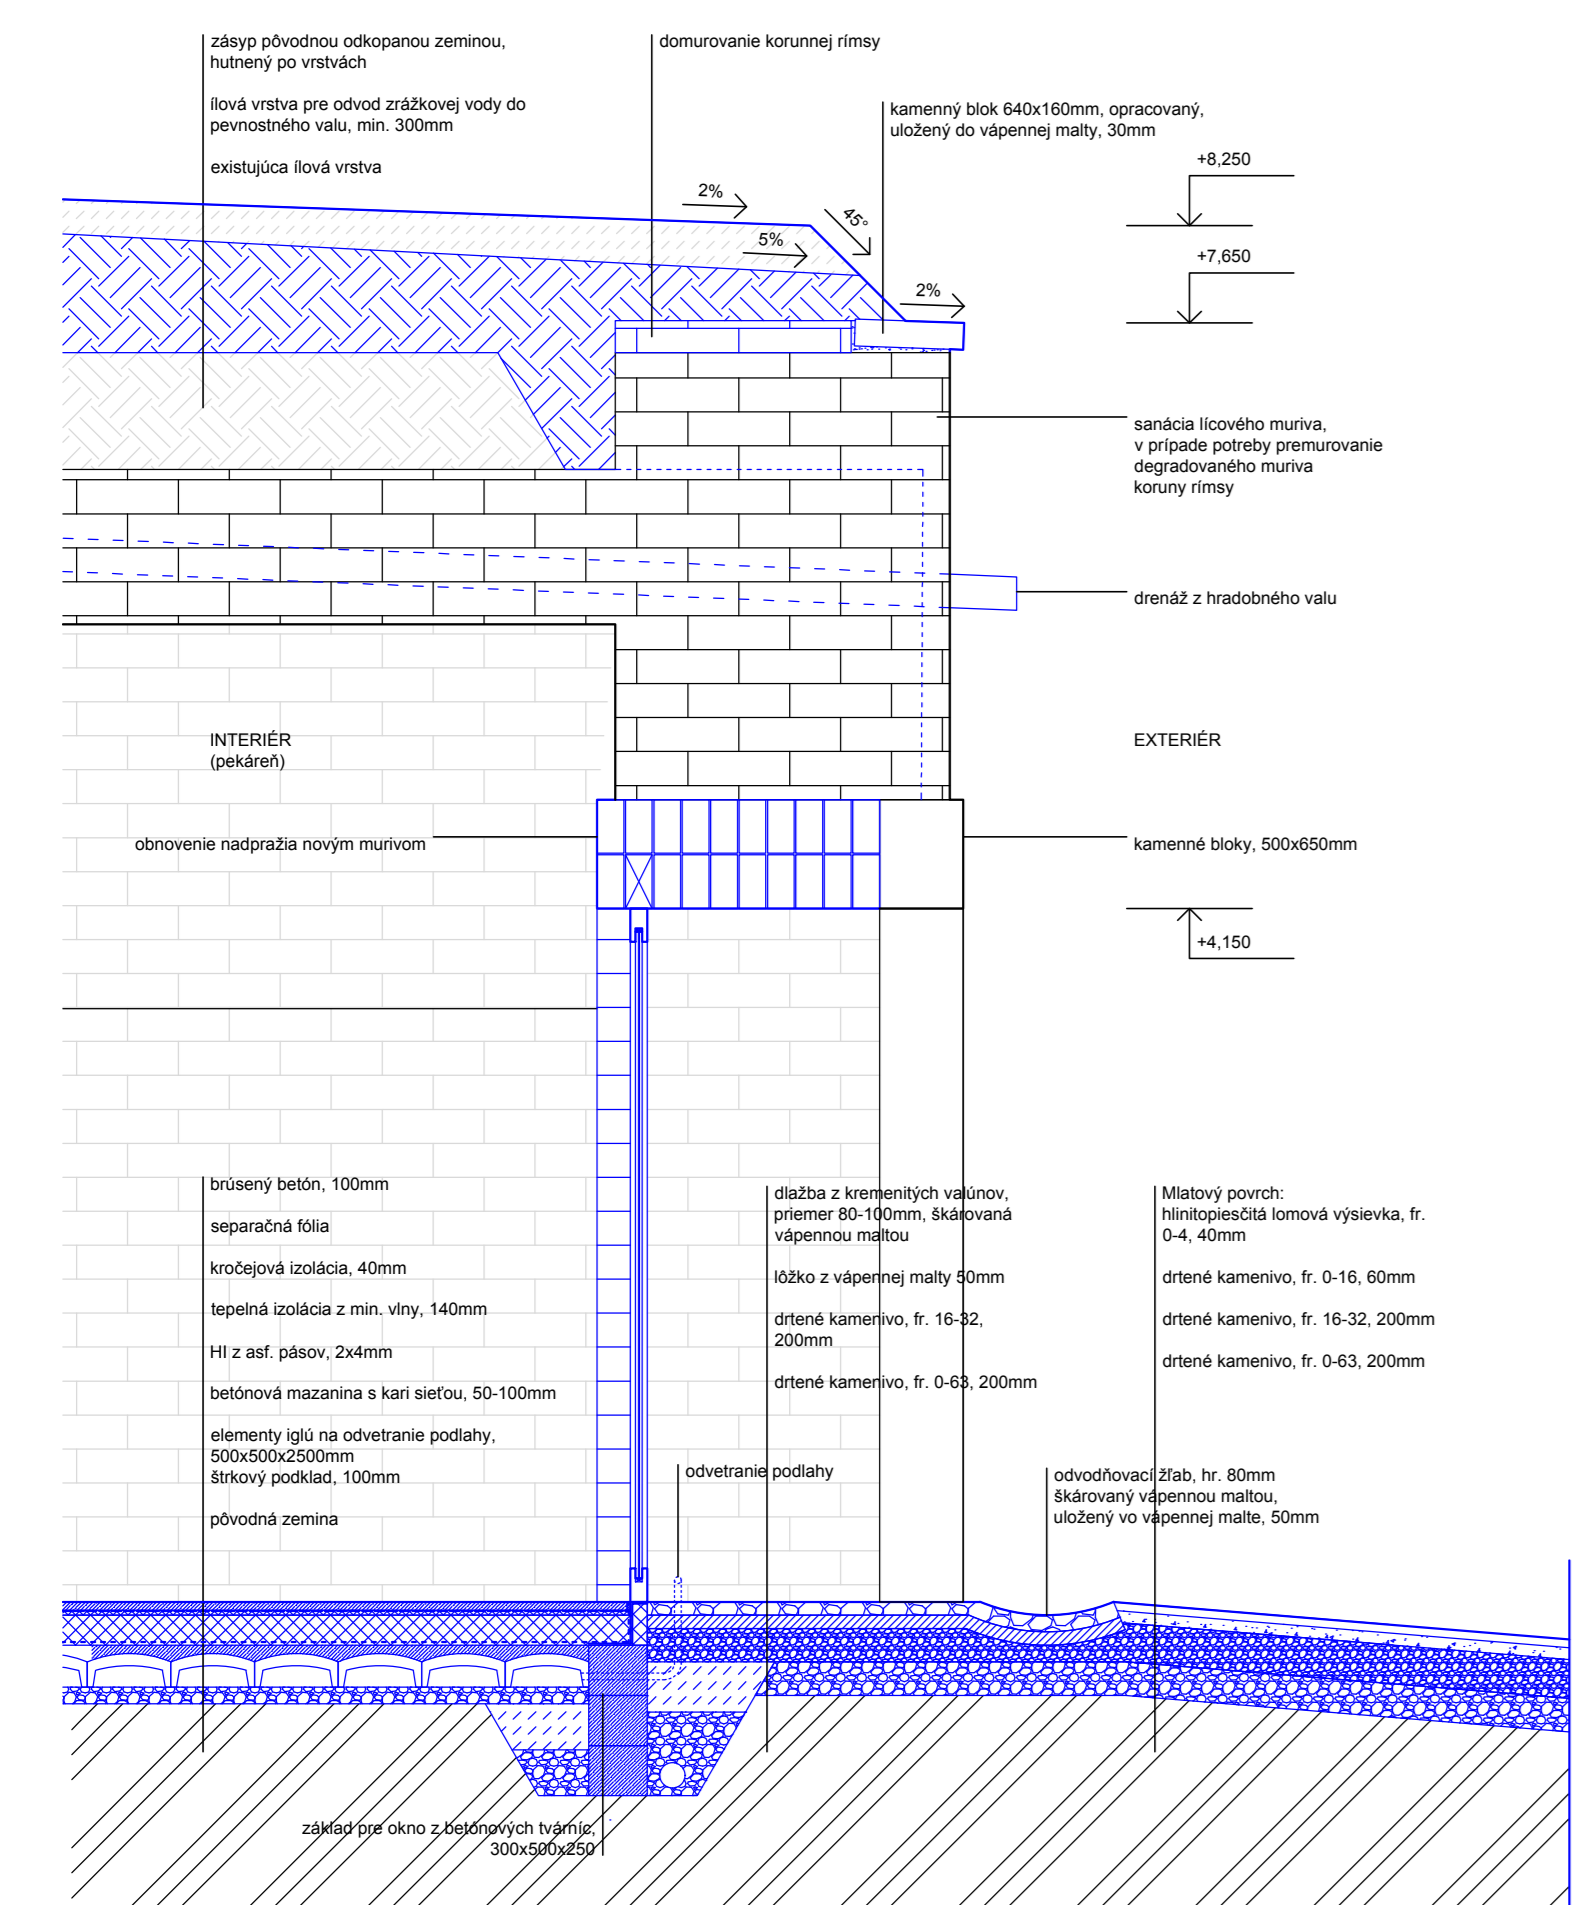 zásyp pôvodnou odkopanou zeminou,
hutnený po vrstvách
ílová vrstva pre odvod zrážkovej vody do
pevnostného valu, min. 300mm
existujúca ílová vrstva
domurovanie korunnej rímsy
kamenný blok 640x160mm, opracovaný,
uložený do vápennej malty, 30mm
+8,250
2%
45°
5%
+7,650
2%
sanácia lícového muriva,
v prípade potreby premurovanie
degradovaného muriva
koruny rímsy
drenáž z hradobného valu
INTERIÉR
(pekáreň)
EXTERIÉR
obnovenie nadpražia novým murivom
kamenné bloky, 500x650mm
+4,150
brúsený betón, 100mm
separačná fólia
kročejová izolácia, 40mm
tepelná izolácia z min. vlny, 140mm
HI z asf. pásov, 2x4mm
betónová mazanina s kari sieťou, 50-100mm
elementy iglú na odvetranie podlahy,
500x500x2500mm
štrkový podklad, 100mm
pôvodná zemina
dlažba z kremenitých valúnov,
priemer 80-100mm, škárovaná
vápennou maltou
lôžko z vápennej malty 50mm
drtené kamenivo, fr. 16-32,
200mm
drtené kamenivo, fr. 0-63, 200mm
Mlatový povrch:
hlinitopiesčitá lomová výsievka, fr.
0-4, 40mm
drtené kamenivo, fr. 0-16, 60mm
drtené kamenivo, fr. 16-32, 200mm
drtené kamenivo, fr. 0-63, 200mm
odvetranie podlahy
odvodňovací žľab, hr. 80mm
škárovaný vápennou maltou,
uložený vo vápennej malte, 50mm
základ pre okno z betónových tvárníc,
300x500x250